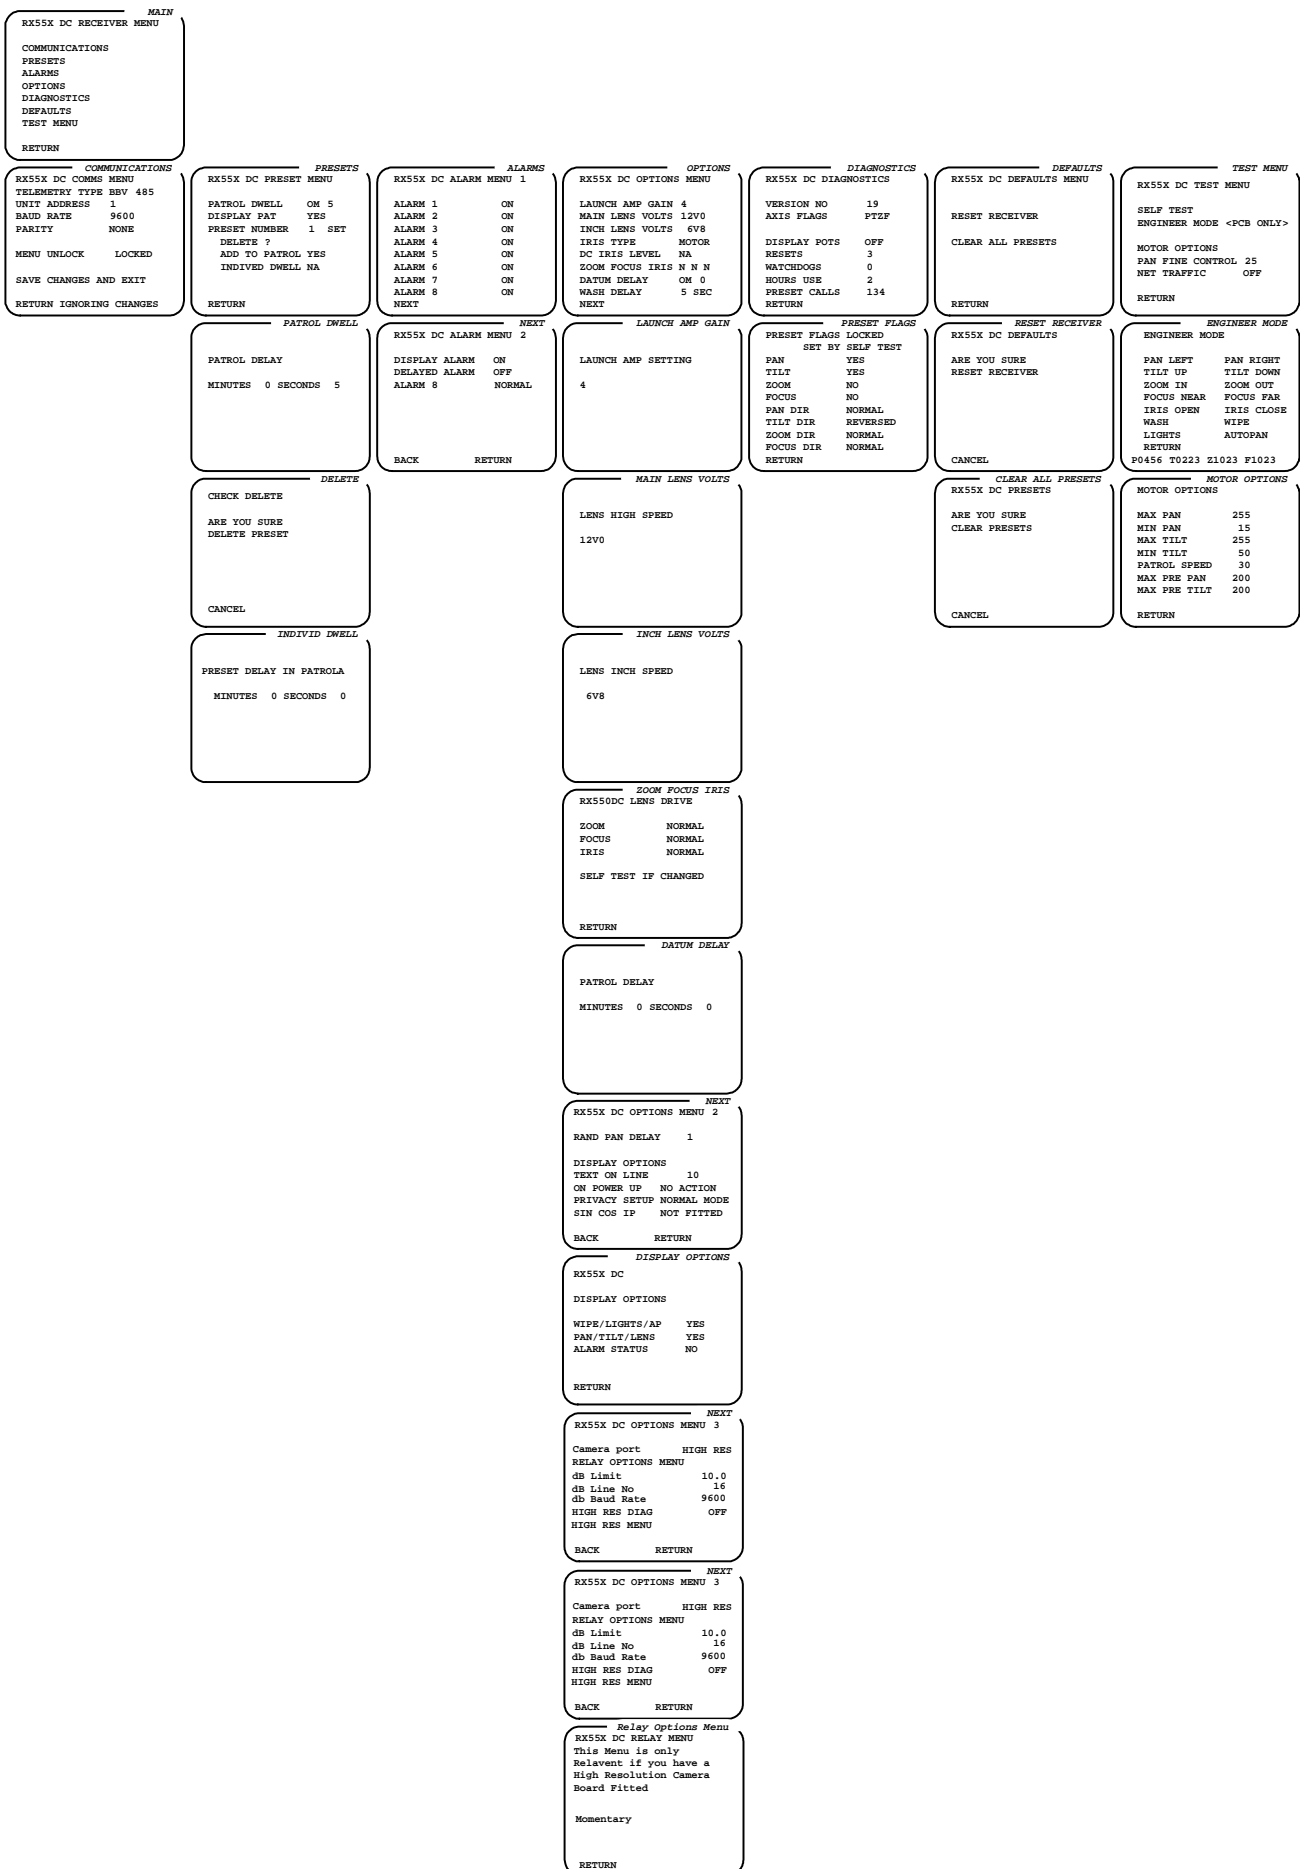 MAIN
RX55X DC RECEIVER MENU
COMMUNICATIONS
PRESETS
ALARMS
OPTIONS
DIAGNOSTICS
DEFAULTS
TEST MENU
RETURN
COMMUNICATIONS
RX55X DC COMMS MENU
TELEMETRY TYPE BBV 485
UNIT ADDRESS 1
BAUD RATE 9600
PARITY NONE
MENU UNLOCK LOCKED
SAVE CHANGES AND EXIT
RETURN IGNORING CHANGES
PRESETS
RX55X DC PRESET MENU
PATROL DWELL OM 5
DISPLAY PAT YES
PRESET NUMBER 1 SET
DELETE ?
ADD TO PATROL YES
INDIVED DWELL NA
RETURN
ALARMS
RX55X DC ALARM MENU 1
ALARM 1 ON
ALARM 2 ON
ALARM 3 ON
ALARM 4 ON
ALARM 5 ON
ALARM 6 ON
ALARM 7 ON
ALARM 8 ON
NEXT
OPTIONS
RX55X DC OPTIONS MENU
LAUNCH AMP GAIN 4
MAIN LENS VOLTS 12V0
INCH LENS VOLTS 6V8
IRIS TYPE MOTOR
DC IRIS LEVEL NA
ZOOM FOCUS IRIS N N N
DATUM DELAY OM 0
WASH DELAY 5 SEC
NEXT
DIAGNOSTICS
RX55X DC DIAGNOSTICS
VERSION NO 19
AXIS FLAGS PTZF
DISPLAY POTS OFF
RESETS 3
WATCHDOGS 0
HOURS USE 2
PRESET CALLS 134
RETURN
DEFAULTS
RX55X DC DEFAULTS MENU
RESET RECEIVER
CLEAR ALL PRESETS
RETURN
TEST MENU
RX55X DC TEST MENU
SELF TEST
ENGINEER MODE <PCB ONLY>
MOTOR OPTIONS
PAN FINE CONTROL 25
NET TRAFFIC OFF
RETURN
PATROL DWELL
PATROL DELAY
MINUTES 0 SECONDS 5
NEXT
RX55X DC ALARM MENU 2
DISPLAY ALARM ON
DELAYED ALARM OFF
ALARM 8 NORMAL
BACK RETURN
LAUNCH AMP GAIN
LAUNCH AMP SETTING
4
PRESET FLAGS
PRESET FLAGS LOCKED
SET BY SELF TEST
PAN YES
TILT YES
ZOOM NO
FOCUS NO
PAN DIR NORMAL
TILT DIR REVERSED
ZOOM DIR NORMAL
FOCUS DIR NORMAL
RETURN
RESET RECEIVER
RX55X DC DEFAULTS
ARE YOU SURE
RESET RECEIVER
CANCEL
ENGINEER MODE
ENGINEER MODE
PAN LEFT PAN RIGHT
TILT UP TILT DOWN
ZOOM IN ZOOM OUT
FOCUS NEAR FOCUS FAR
IRIS OPEN IRIS CLOSE
WASH WIPE
LIGHTS AUTOPAN
RETURN
P0456 T0223 Z1023 F1023
DELETE
CHECK DELETE
ARE YOU SURE
DELETE PRESET
CANCEL
MAIN LENS VOLTS
LENS HIGH SPEED
12V0
CLEAR ALL PRESETS
RX55X DC PRESETS
ARE YOU SURE
CLEAR PRESETS
CANCEL
MOTOR OPTIONS
MOTOR OPTIONS
MAX PAN 255
MIN PAN 15
MAX TILT 255
MIN TILT 50
PATROL SPEED 30
MAX PRE PAN 200
MAX PRE TILT 200
RETURN
INDIVID DWELL
PRESET DELAY IN PATROLA
MINUTES 0 SECONDS 0
INCH LENS VOLTS
LENS INCH SPEED
6V8
ZOOM FOCUS IRIS
RX550DC LENS DRIVE
ZOOM NORMAL
FOCUS NORMAL
IRIS NORMAL
SELF TEST IF CHANGED
RETURN
DATUM DELAY
PATROL DELAY
MINUTES 0 SECONDS 0
NEXT
RX55X DC OPTIONS MENU 2
RAND PAN DELAY 1
DISPLAY OPTIONS
TEXT ON LINE 10
ON POWER UP NO ACTION
PRIVACY SETUP NORMAL MODE
SIN COS IP NOT FITTED
BACK RETURN
DISPLAY OPTIONS
RX55X DC
DISPLAY OPTIONS
WIPE/LIGHTS/AP YES
PAN/TILT/LENS YES
ALARM STATUS NO
RETURN
NEXT
RX55X DC OPTIONS MENU 3
Camera port HIGH RES
RELAY OPTIONS MENU
dB Limit 10.0
dB Line No 16
db Baud Rate 9600
HIGH RES DIAG OFF
HIGH RES MENU
BACK RETURN
NEXT
RX55X DC OPTIONS MENU 3
Camera port HIGH RES
RELAY OPTIONS MENU
dB Limit 10.0
dB Line No 16
db Baud Rate 9600
HIGH RES DIAG OFF
HIGH RES MENU
BACK RETURN
Relay Options Menu
RX55X DC RELAY MENU
This Menu is only
Relavent if you have a
High Resolution Camera
Board Fitted
Momentary
RETURN